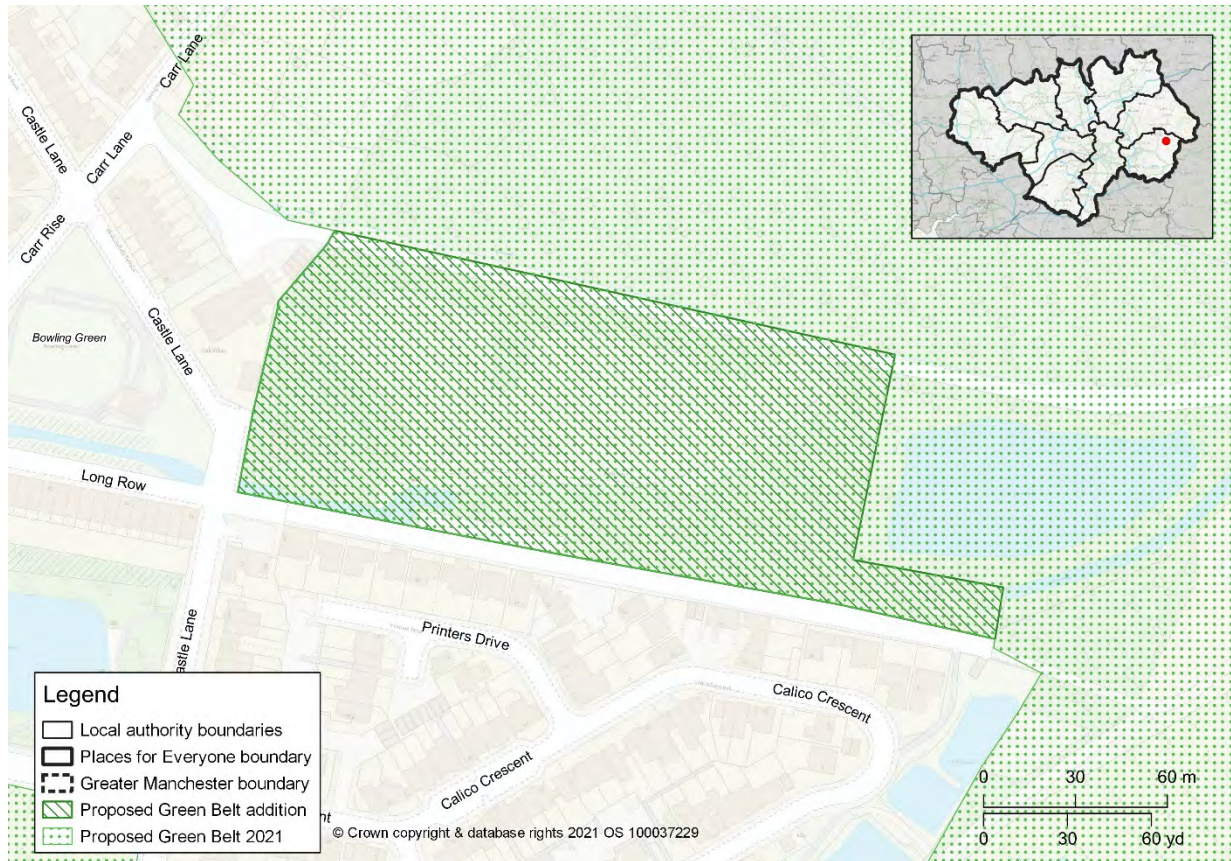 Carr Lane
Castle Lane
Carr Lane
Carr Rise
Castle Lane
Bowling Green
Long Row
Castle Lane
Printers Drive
Calico Crescent
Calico Crescent
Legend
Local authority boundaries
Places for Everyone boundary
Greater Manchester boundary
Proposed Green Belt addition
Proposed Green Belt 2021
© Crown copyright & database rights 2021 OS 100037229
0 30 60 m
0 30 60 yd